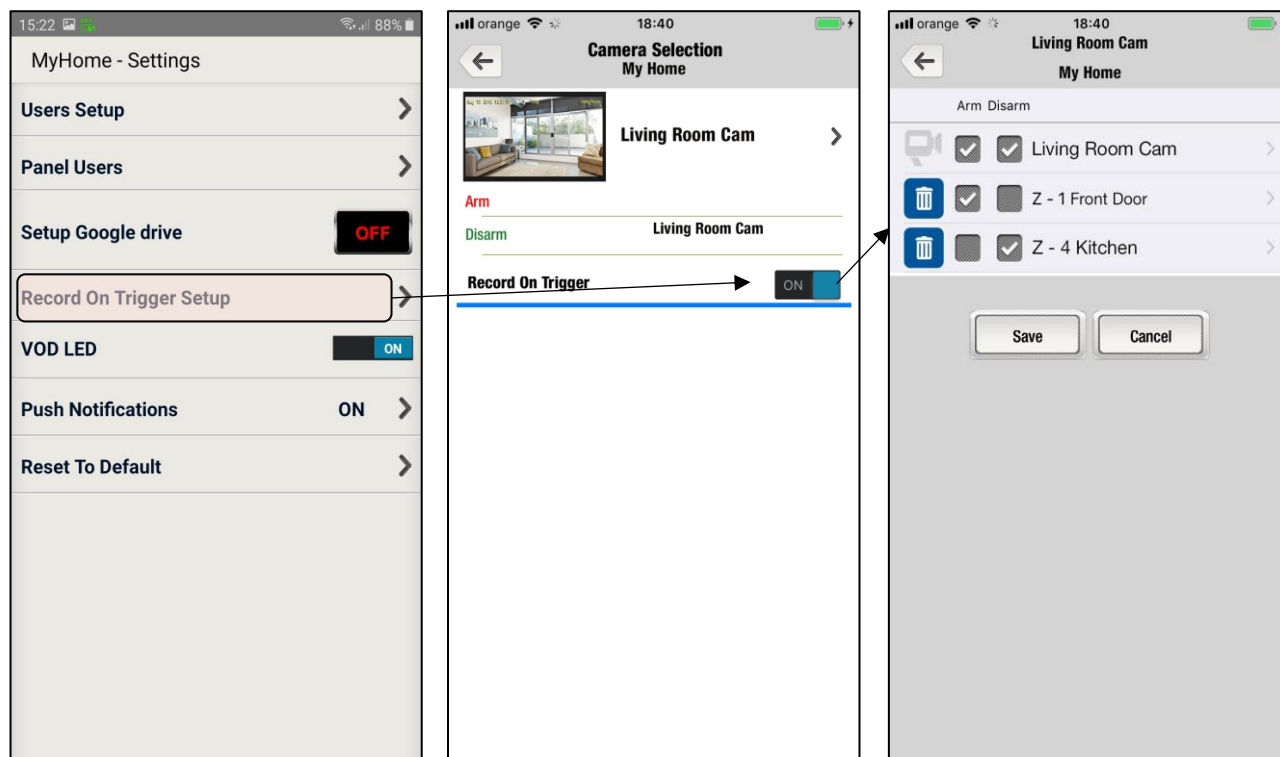 15:22 88%
MyHome - Settings
Users Setup
Panel Users
Setup Google drive OFF
Record On Trigger Setup
VOD LED ON
Push Notifications ON
Reset To Default
orange 18:40
Camera Selection
My Home
Living Room Cam
Arm
Disarm Living Room Cam
Record On Trigger ON
orange 18:40
Living Room Cam
My Home
Arm Disarm
Living Room Cam
Z - 1 Front Door
Z - 4 Kitchen
Save Cancel